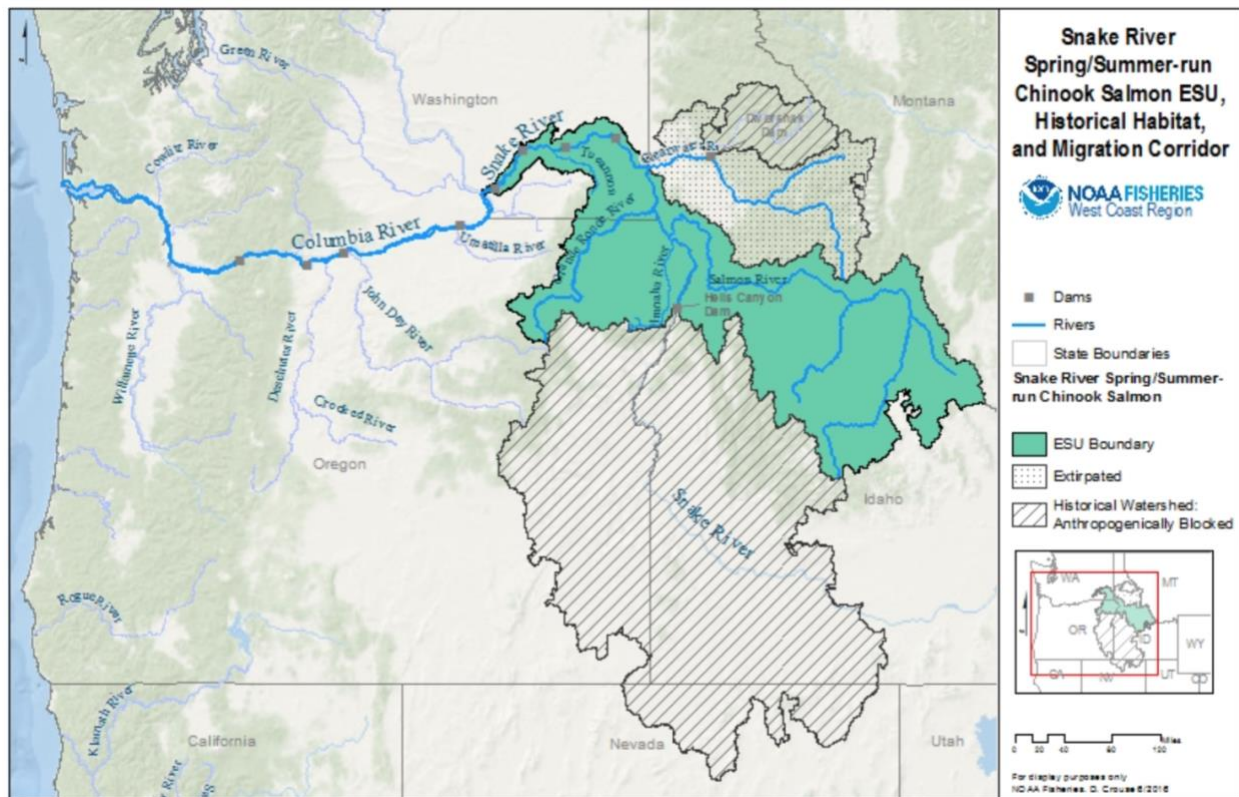 Snake River
Spring/Summer-run
Chinook Salmon ESU,
Historical Habitat,
and Migration Corridor
NOAA FISHERIES
West Coast Region
Dams
Rivers
State Boundaries
Snake River Spring/Summer-
run Chinook Salmon
ESU Boundary
Extirpated
Historical Watershed:
Anthropogenically Blocked
WA
MT
OR
ID
WY
CA
NV
UT
CO
Miles
0 20 40 80 120
For display purposes only
NOAA Fisheries, D. Crouse 6/2016
Green River
Washington
Montana
Dworshak
Dam
Cowlitz River
Snake River
Tucannon
Clearwater R.
Columbia River
Umatilla River
Grande Ronde River
Imnaha River
Salmon River
Hells Canyon
Dam
Willamette River
Deschutes River
John Day River
Crooked River
Oregon
Idaho
Snake River
Rogue River
Klamath River
California
Nevada
Utah